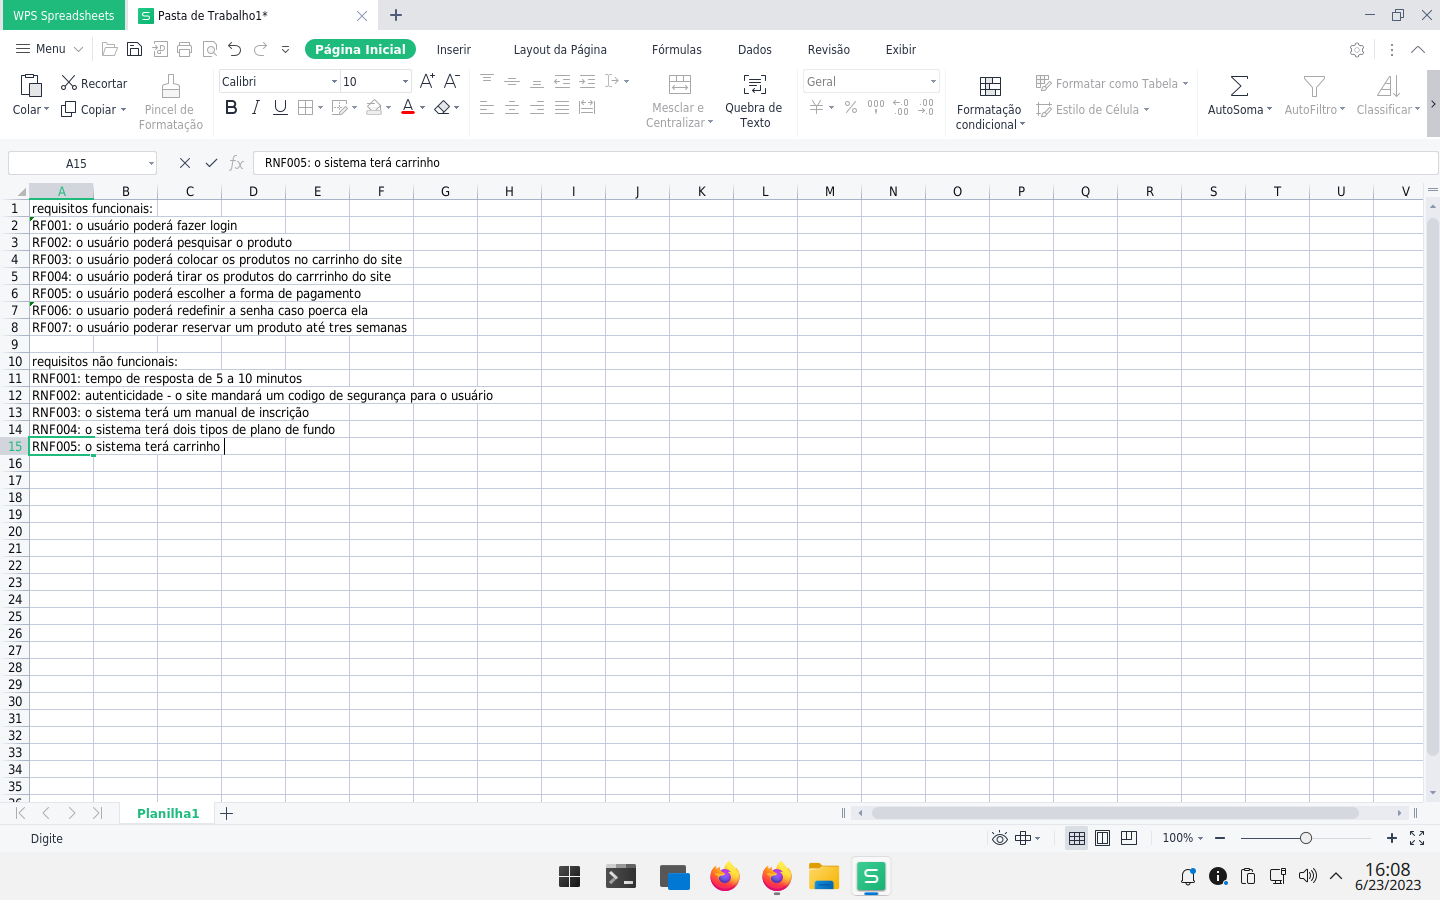 WPS Spreadsheets
Pasta de Trabalho1*
Menu
Página Inicial
Inserir
Layout da Página
Fórmulas
Dados
Revisão
Exibir
Colar
Recortar
Copiar
Pincel de
Formatação
Calibri
10
Mesclar e
Centralizar
Quebra de
Texto
Geral
Formatação
condicional
Formatar como Tabela
Estilo de Célula
AutoSoma
AutoFiltro
Classificar
A15
RNF005: o sistema terá carrinho
A B C D E F G H I J K L M N O P Q R S T U V
1 requisitos funcionais:
2 RF001: o usuário poderá fazer login
3 RF002: o usuário poderá pesquisar o produto
4 RF003: o usuário poderá colocar os produtos no carrinho do site
5 RF004: o usuário poderá tirar os produtos do carrrinho do site
6 RF005: o usuário poderá escolher a forma de pagamento
7 RF006: o usuario poderá redefinir a senha caso poerca ela
8 RF007: o usuário poderar reservar um produto até tres semanas
9
10 requisitos não funcionais:
11 RNF001: tempo de resposta de 5 a 10 minutos
12 RNF002: autenticidade - o site mandará um codigo de segurança para o usuário
13 RNF003: o sistema terá um manual de inscrição
14 RNF004: o sistema terá dois tipos de plano de fundo
15 RNF005: o sistema terá carrinho
16
17
18
19
20
21
22
23
24
25
26
27
28
29
30
31
32
33
34
35
Planilha1
Digite
100%
16:08
6/23/2023